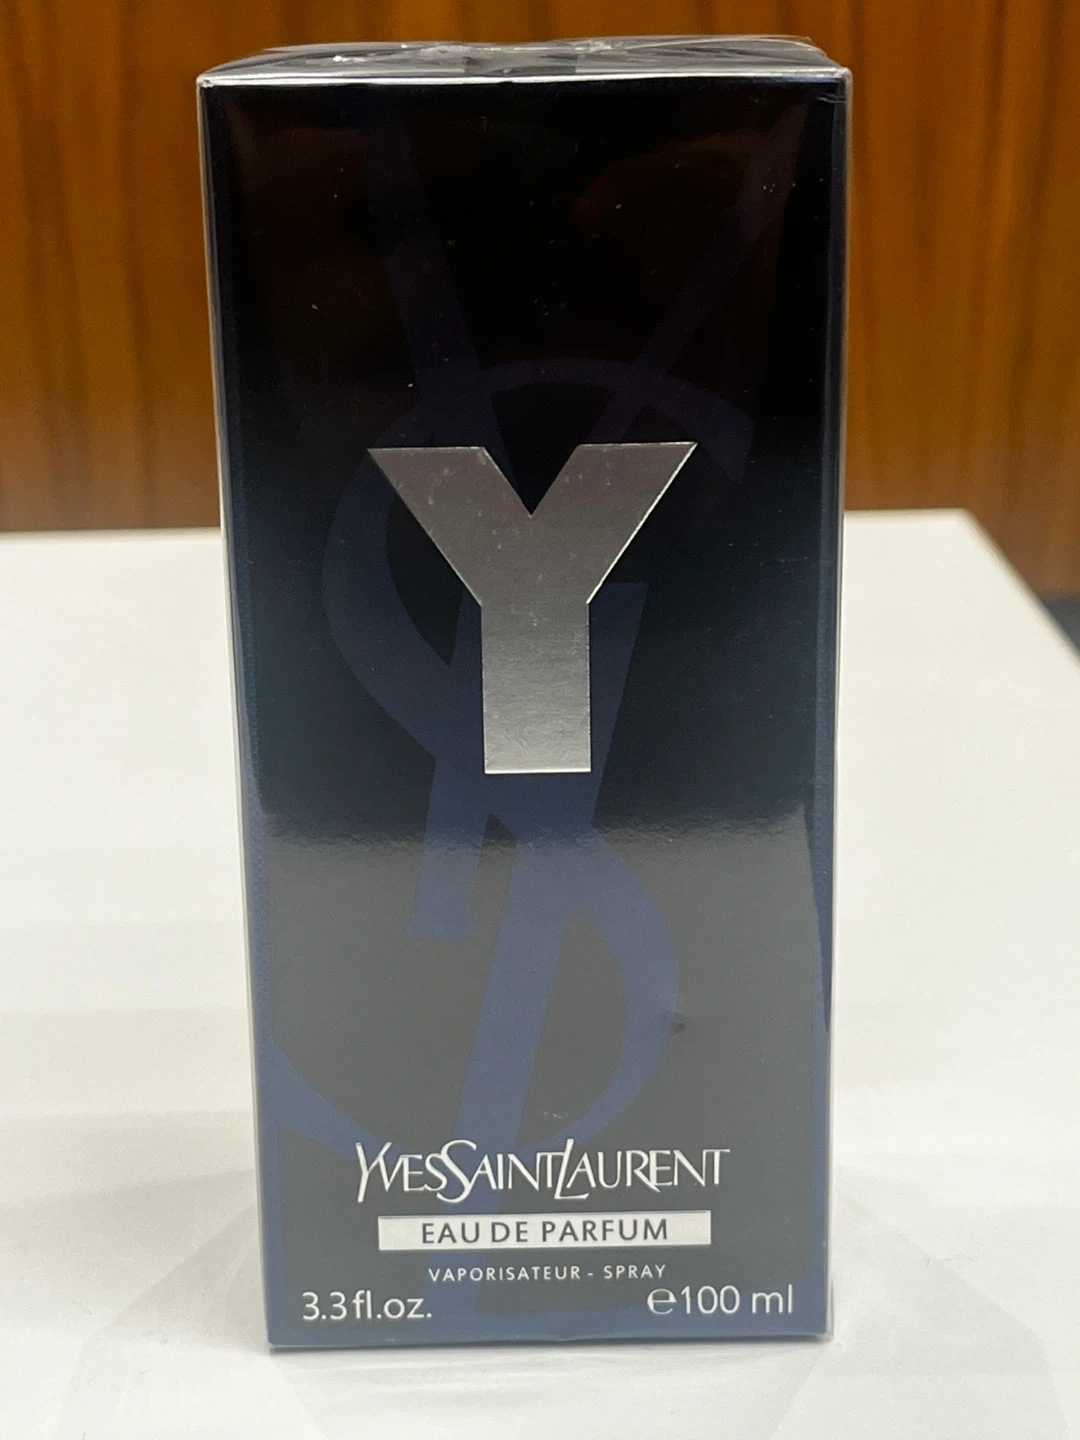 Y
YVESSAINTLAURENT
EAU DE PARFUM
VAPORISATEUR - SPRAY
3.3 fl.oz. ℮100 ml